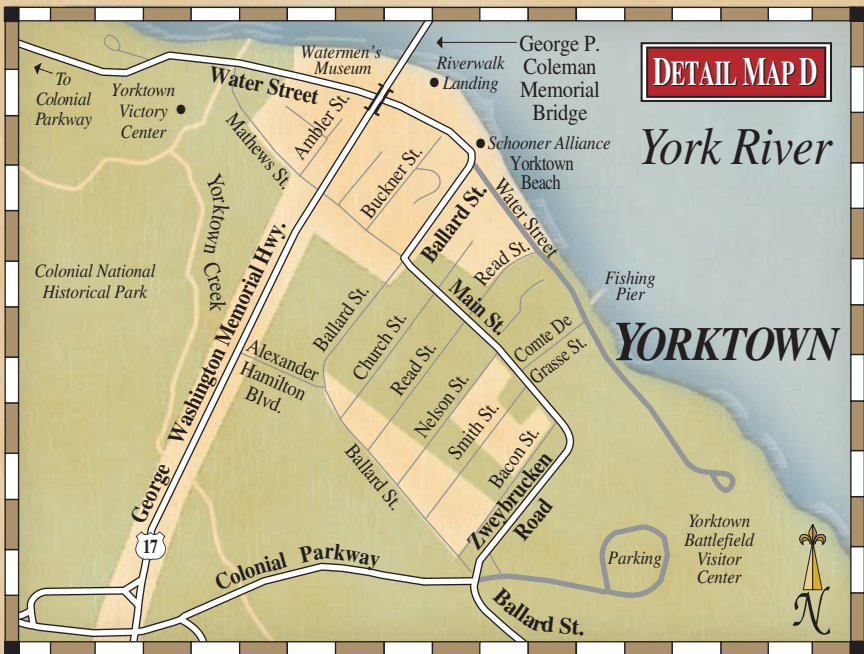 DETAIL MAP D
York River
YORKTOWN
George P.
Coleman
Memorial
Bridge
Watermen's
Museum
Riverwalk
Landing
To
Colonial
Parkway
Yorktown
Victory
Center
Water Street
Ambler St.
Mathews St.
Buckner St.
Schooner Alliance
Yorktown
Beach
Ballard St.
Water Street
Read St.
Yorktown
Creek
Colonial National
Historical Park
George Washington Memorial Hwy.
Fishing
Pier
Main St.
Ballard St.
Church St.
Read St.
Comte De
Grasse St.
Alexander
Hamilton
Blvd.
Nelson St.
Smith St.
Bacon St.
Ballard St.
Zweybrucken
Road
17
Colonial Parkway
Parking
Yorktown
Battlefield
Visitor
Center
Ballard St.
N